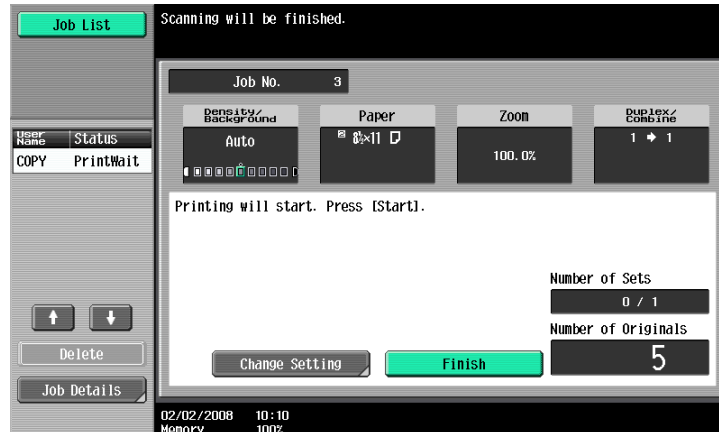 Job List
Scanning will be finished.
Job No. 3
Density/
Background
Paper
Zoom
Duplex/
Combine
Auto
8½×11
100.0%
1 → 1
User
Name
Status
COPY PrintWait
Printing will start. Press [Start].
Number of Sets
0 / 1
Number of Originals
5
Change Setting
Finish
Delete
Job Details
02/02/2008 10:10
Memory 100%